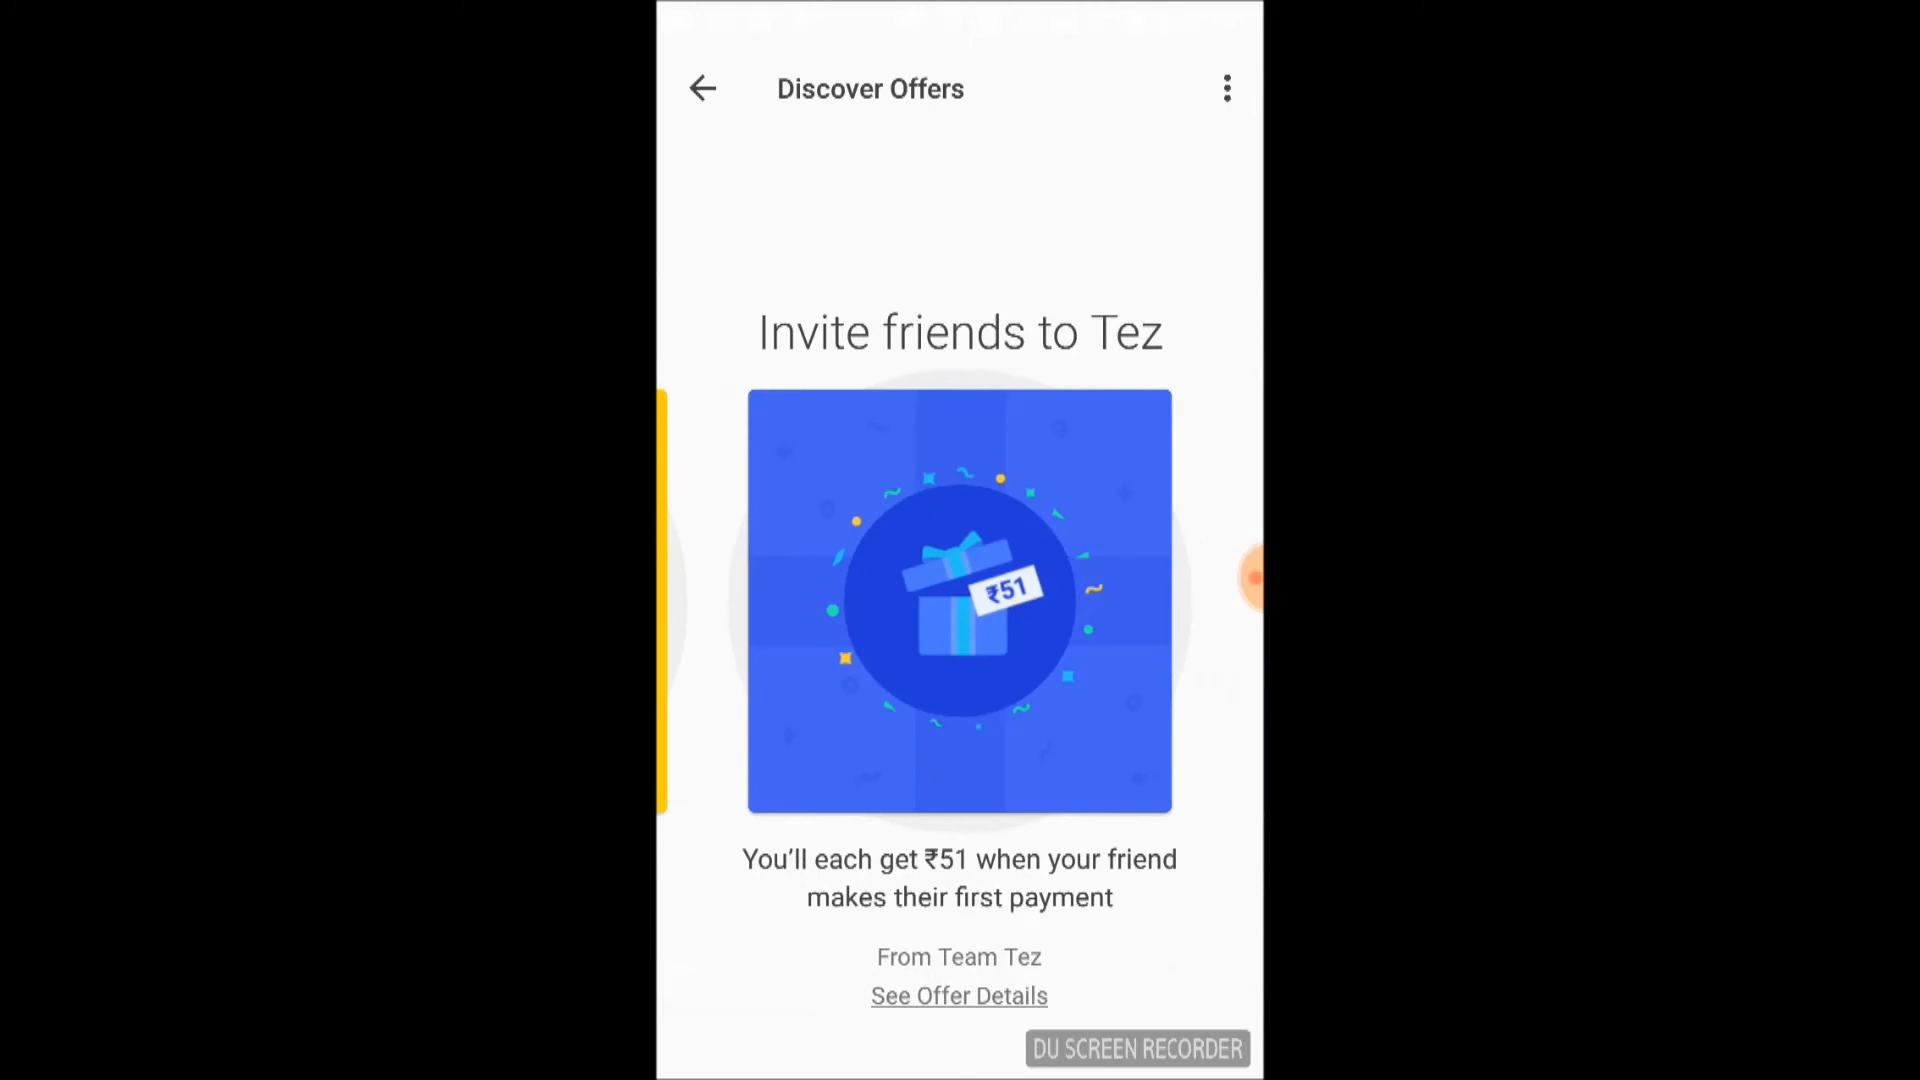 Discover Offers
Invite friends to Tez
₹51
You’ll each get ₹51 when your friend
makes their first payment
From Team Tez
See Offer Details
DU SCREEN RECORDER